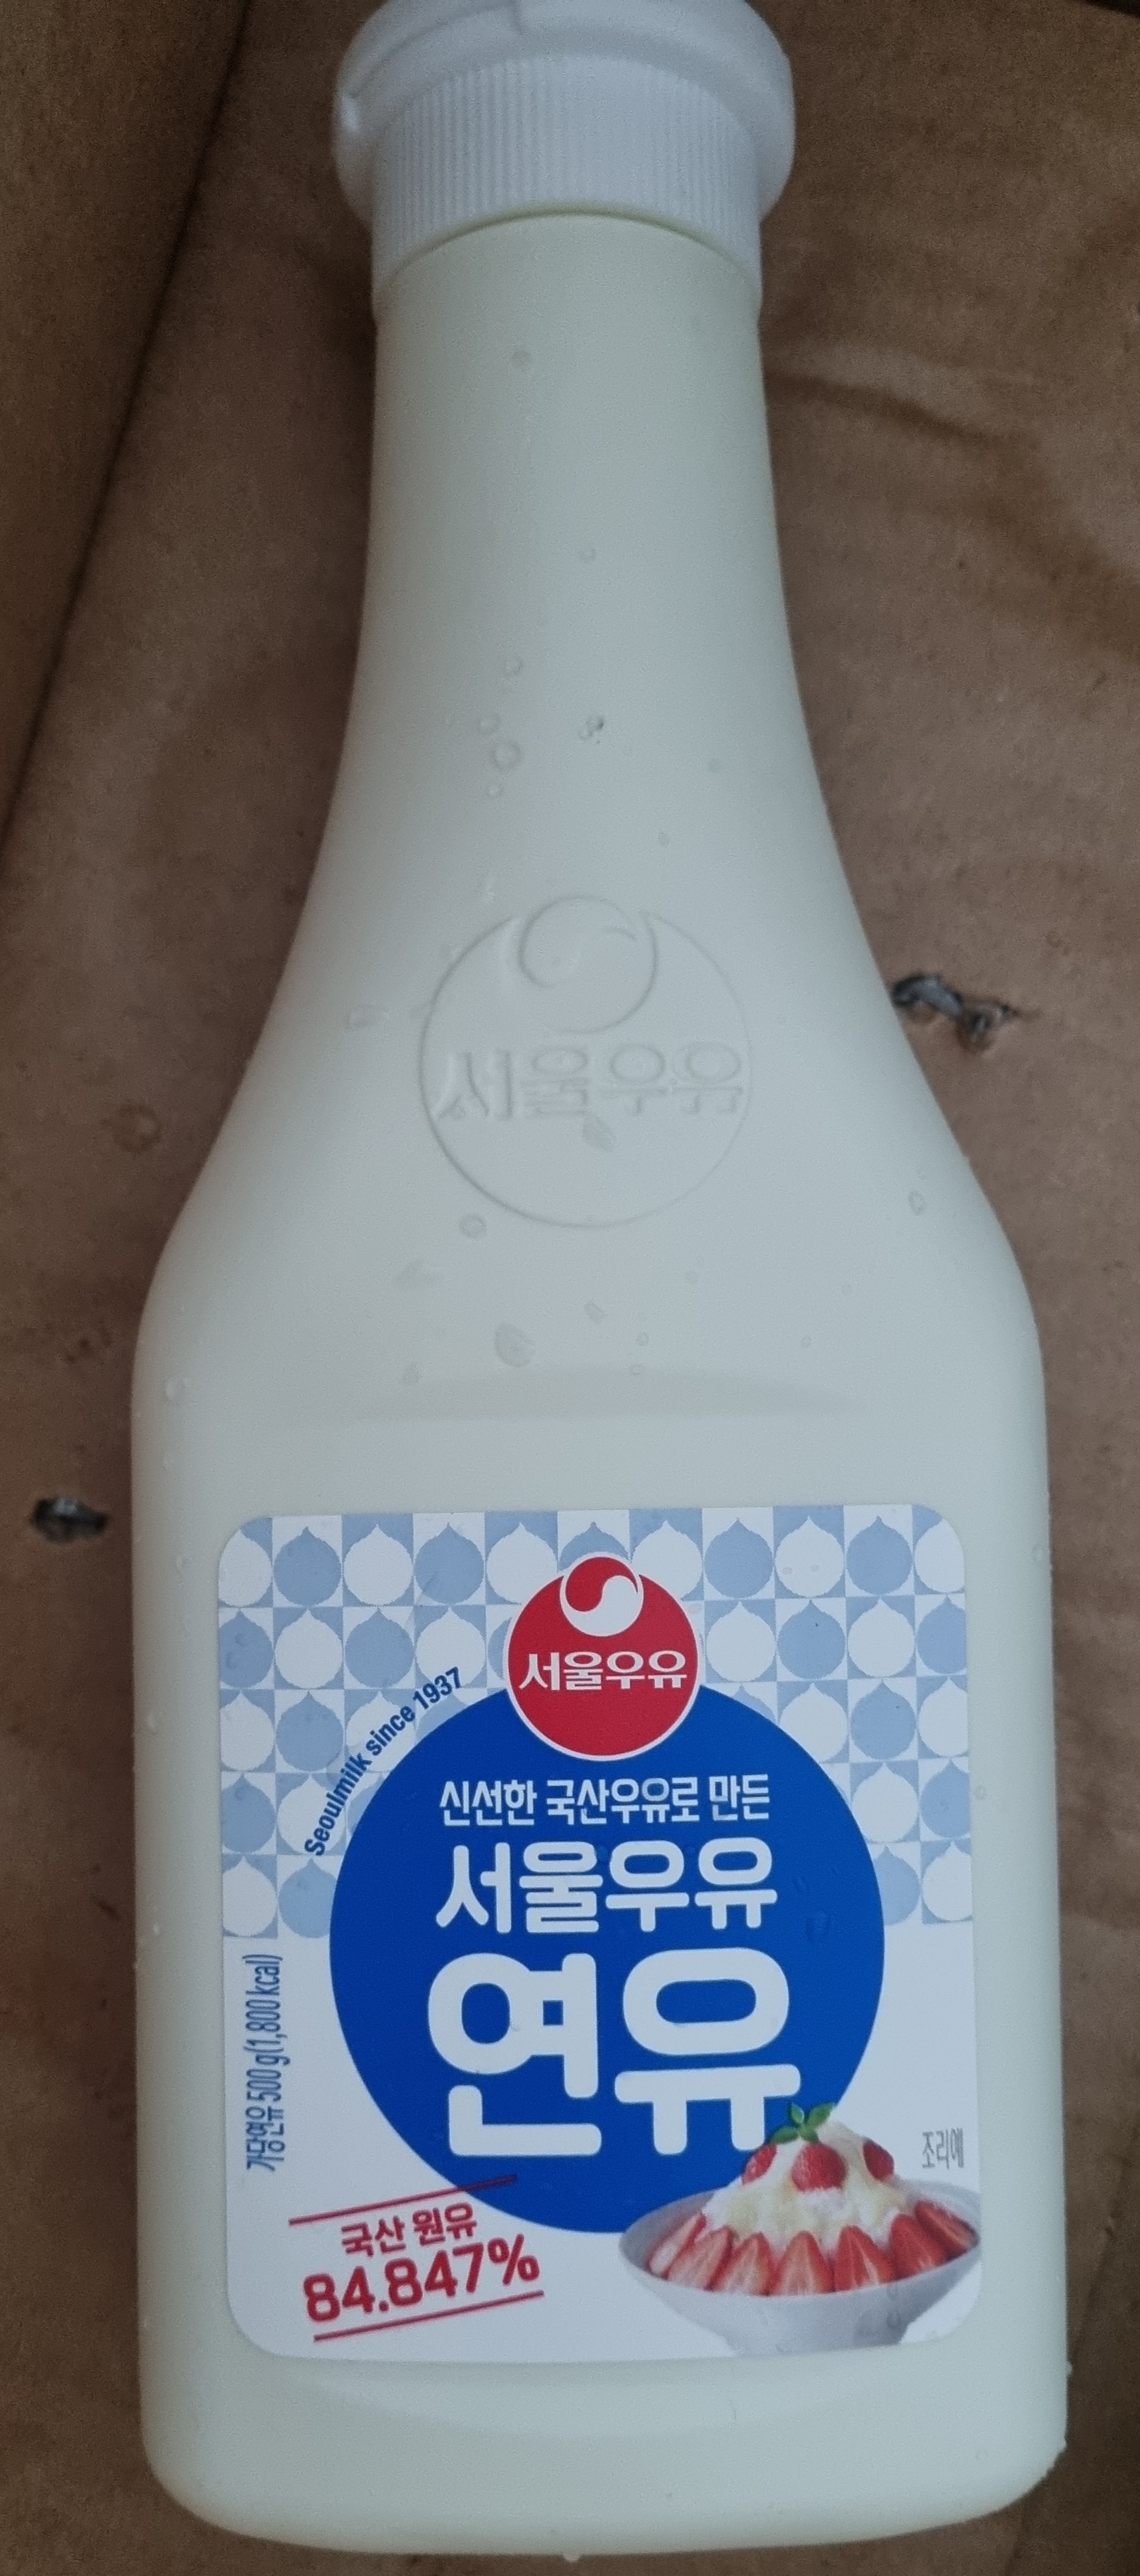 서울우유
서울우유
Seoulmilk since 1937
신선한 국산우유로 만든
서울우유
연유
가당연유 500 g(1,800 kcal)
조리예
국산 원유
84.847%